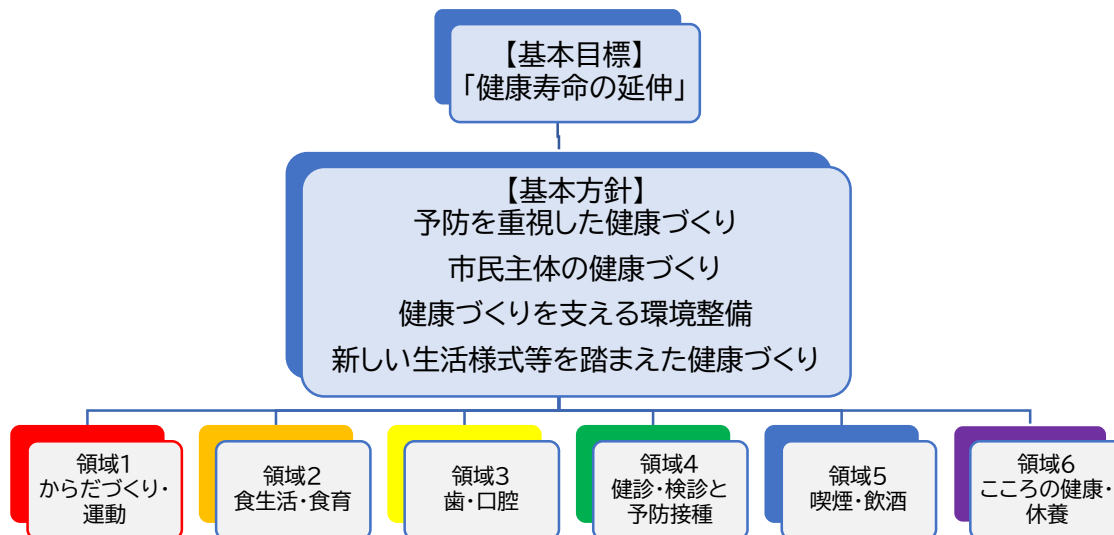 【基本目標】
「健康寿命の延伸」
【基本方針】
予防を重視した健康づくり
市民主体の健康づくり
健康づくりを支える環境整備
新しい生活様式等を踏まえた健康づくり
領域1
からだづくり・
運動
領域2
食生活・食育
領域3
歯・口腔
領域4
健診・検診と
予防接種
領域5
喫煙・飲酒
領域6
こころの健康・
休養